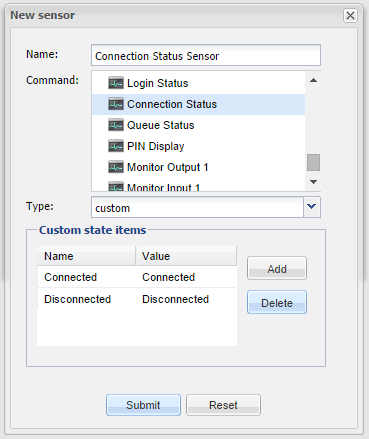 New sensor
Name: Connection Status Sensor
Command: Login Status
Connection Status
Queue Status
PIN Display
Monitor Output 1
Monitor Input 1
Type: custom
Custom state items
Name Value
Connected Connected
Disconnected Disconnected
Add
Delete
Submit Reset